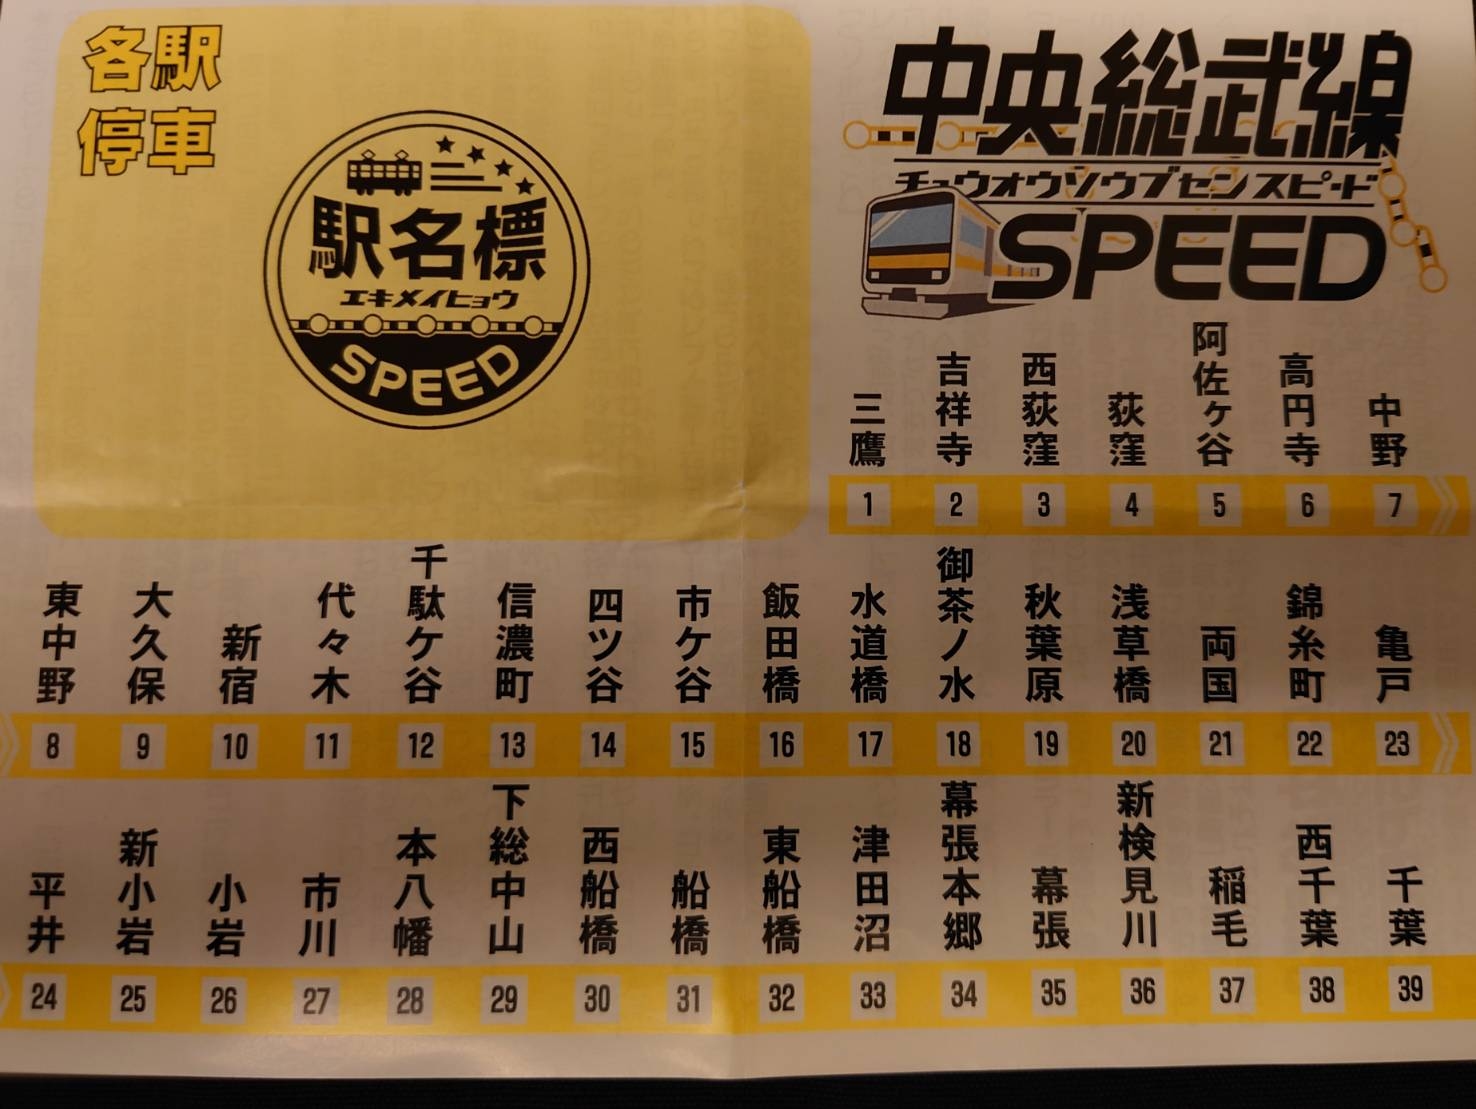 各駅
停車
駅名標
エキメイヒョウ
SPEED
中央総武線
チュウオウソウブセンスピード
SPEED
三鷹
吉祥寺
西荻窪
荻窪
阿佐ヶ谷
高円寺
中野
1 2 3 4 5 6 7
東中野
大久保
新宿
代々木
千駄ケ谷
信濃町
四ツ谷
市ケ谷
飯田橋
水道橋
御茶ノ水
秋葉原
浅草橋
両国
錦糸町
亀戸
8 9 10 11 12 13 14 15 16 17 18 19 20 21 22 23
平井
新小岩
小岩
市川
本八幡
下総中山
西船橋
船橋
東船橋
津田沼
幕張本郷
幕張
新検見川
稲毛
西千葉
千葉
24 25 26 27 28 29 30 31 32 33 34 35 36 37 38 39